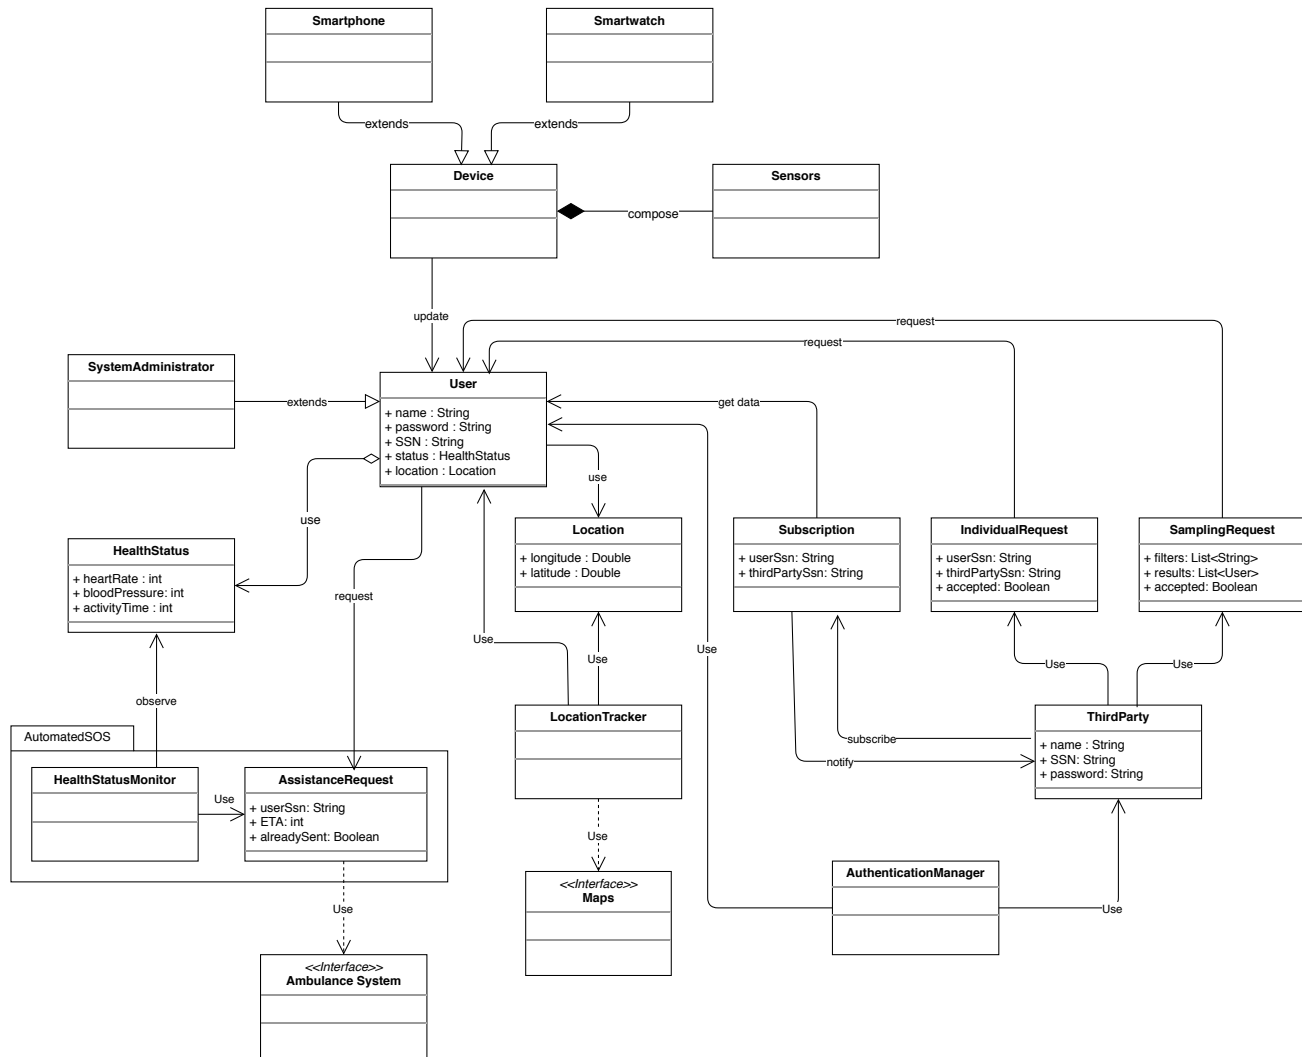 Smartphone
Smartwatch
extends
extends
Device
Sensors
compose
update
request
request
SystemAdministrator
User
extends
get data
+ name : String
+ password : String
+ SSN : String
+ status : HealthStatus
+ location : Location
use
use
Location
+ longitude : Double
+ latitude : Double
Subscription
+ userSsn: String
+ thirdPartySsn: String
IndividualRequest
+ userSsn: String
+ thirdPartySsn: String
+ accepted: Boolean
SamplingRequest
+ filters: List<String>
+ results: List<User>
+ accepted: Boolean
HealthStatus
+ heartRate : int
+ bloodPressure: int
+ activityTime : int
request
Use
Use
Use
Use
Use
observe
LocationTracker
ThirdParty
+ name : String
+ SSN: String
+ password: String
subscribe
notify
AutomatedSOS
HealthStatusMonitor
Use
AssistanceRequest
+ userSsn: String
+ ETA: int
+ alreadySent: Boolean
Use
<<Interface>>
Maps
AuthenticationManager
Use
Use
<<Interface>>
Ambulance System